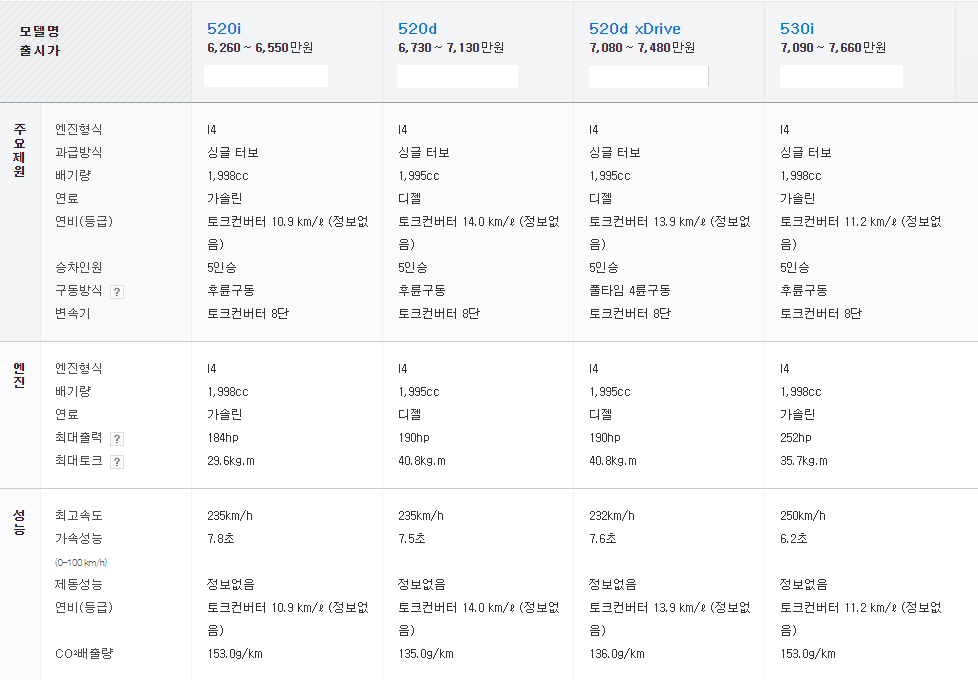 모델명 520i 520d 520d xDrive 530i
출시가 6,260 ~ 6,550만원 6,730 ~ 7,130만원 7,080 ~ 7,480만원 7,090 ~ 7,660만원
주요제원
엔진형식 I4 I4 I4 I4
과급방식 싱글 터보 싱글 터보 싱글 터보 싱글 터보
배기량 1,998cc 1,995cc 1,995cc 1,998cc
연료 가솔린 디젤 디젤 가솔린
연비(등급) 토크컨버터 10.9 km/ℓ (정보없 토크컨버터 14.0 km/ℓ (정보없 토크컨버터 13.9 km/ℓ (정보없 토크컨버터 11.2 km/ℓ (정보없
음) 음) 음) 음)
승차인원 5인승 5인승 5인승 5인승
구동방식 ? 후륜구동 후륜구동 풀타임 4륜구동 후륜구동
변속기 토크컨버터 8단 토크컨버터 8단 토크컨버터 8단 토크컨버터 8단
엔진
엔진형식 I4 I4 I4 I4
배기량 1,998cc 1,995cc 1,995cc 1,998cc
연료 가솔린 디젤 디젤 가솔린
최대출력 ? 184hp 190hp 190hp 252hp
최대토크 ? 29.6kg.m 40.8kg.m 40.8kg.m 35.7kg.m
성능
최고속도 235km/h 235km/h 232km/h 250km/h
가속성능 7.8초 7.5초 7.6초 6.2초
(0-100 km/h)
제동성능 정보없음 정보없음 정보없음 정보없음
연비(등급) 토크컨버터 10.9 km/ℓ (정보없 토크컨버터 14.0 km/ℓ (정보없 토크컨버터 13.9 km/ℓ (정보없 토크컨버터 11.2 km/ℓ (정보없
음) 음) 음) 음)
CO²배출량 153.0g/km 135.0g/km 136.0g/km 153.0g/km